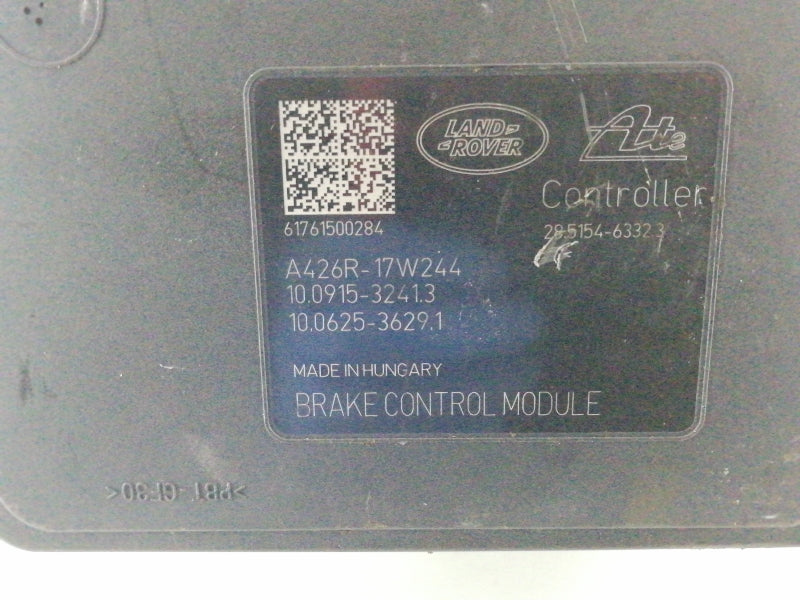 LAND-
-ROVER
Ate
Controller
61761500284
28.5154-6332.3
A426R-17W244
10.0915-3241.3
10.0625-3629.1
MADE IN HUNGARY
BRAKE CONTROL MODULE
>PBT-GF30<